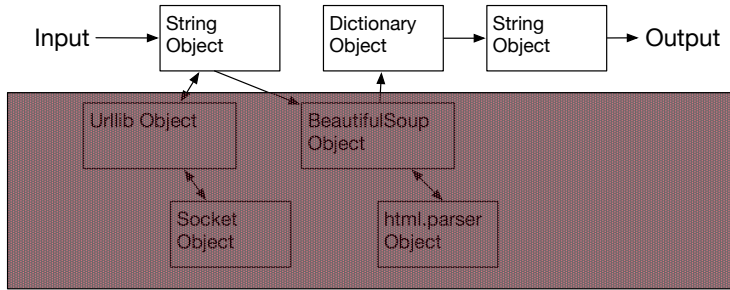 Input
String
Object
Dictionary
Object
String
Object
Output
Urllib Object
BeautifulSoup
Object
Socket
Object
html.parser
Object